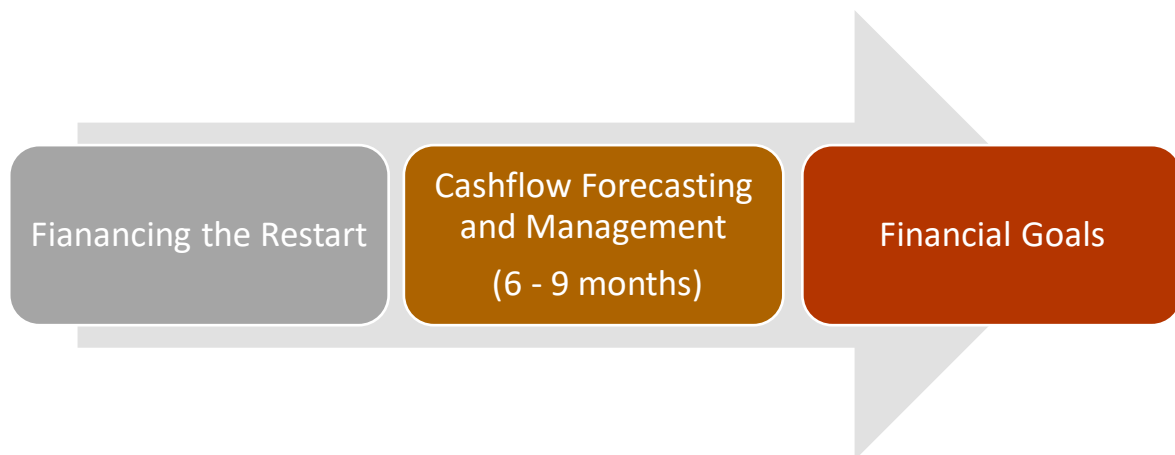 Fianancing the Restart
Cashflow Forecasting
and Management
(6 - 9 months)
Financial Goals